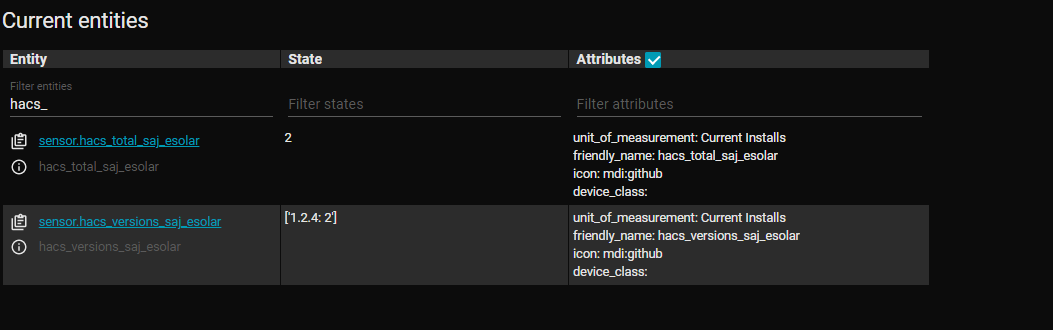 Current entities
Entity State Attributes
Filter entities
hacs_ Filter states Filter attributes
sensor.hacs_total_saj_esolar 2 unit_of_measurement: Current Installs
friendly_name: hacs_total_saj_esolar
hacs_total_saj_esolar icon: mdi:github
device_class:
sensor.hacs_versions_saj_esolar ['1.2.4: 2'] unit_of_measurement: Current Installs
friendly_name: hacs_versions_saj_esolar
hacs_versions_saj_esolar icon: mdi:github
device_class: